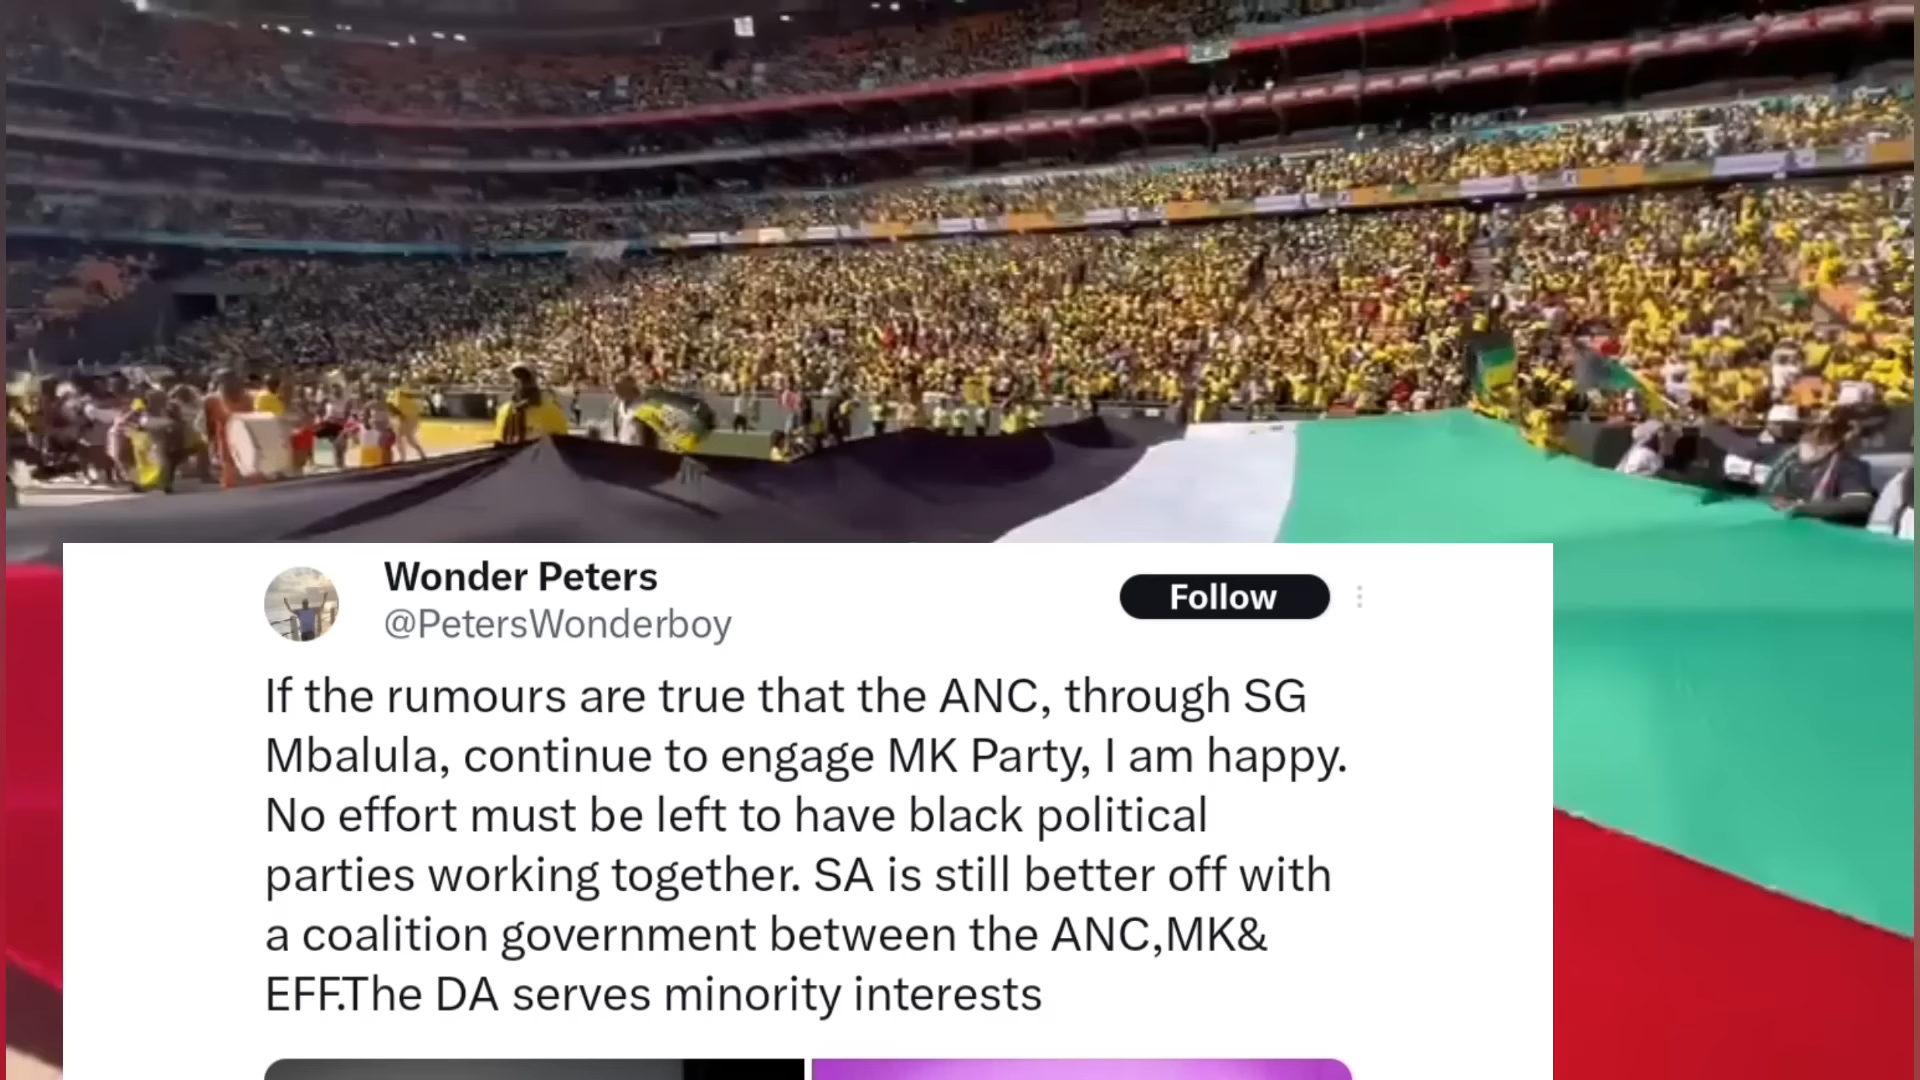 Wonder Peters
@PetersWonderboy
Follow
If the rumours are true that the ANC, through SG
Mbalula, continue to engage MK Party, I am happy.
No effort must be left to have black political
parties working together. SA is still better off with
a coalition government between the ANC,MK&
EFF.The DA serves minority interests